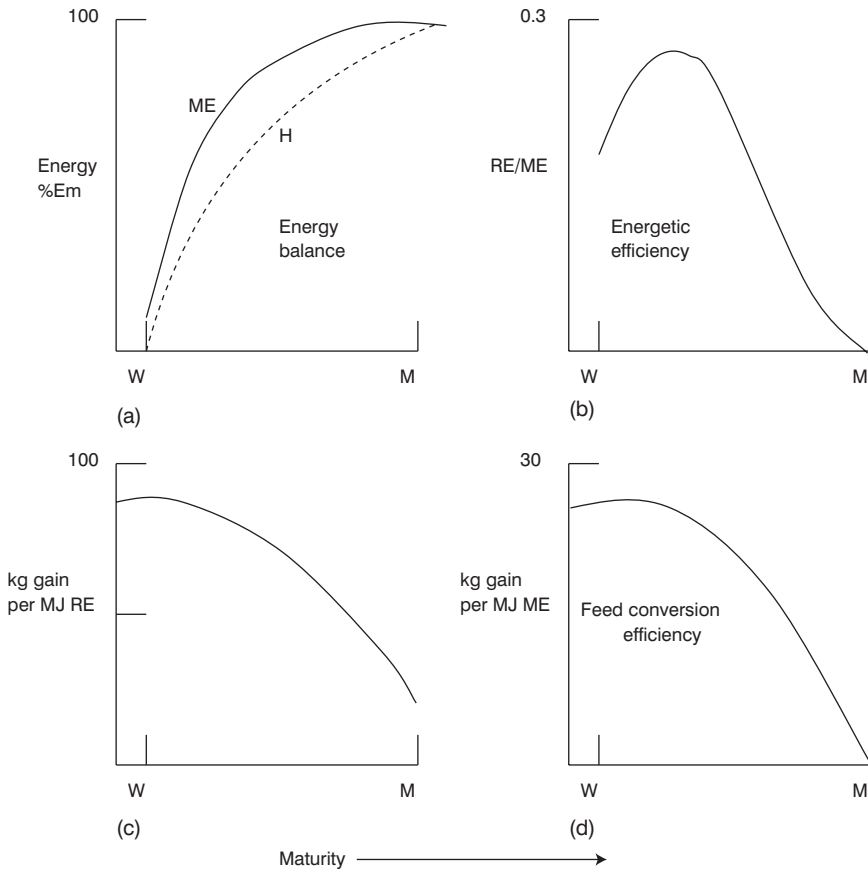 100
ME
H
Energy
%Em
Energy
balance
W
M
(a)
0.3
RE/ME
Energetic
efficiency
W
M
(b)
100
kg gain
per MJ RE
W
M
(c)
30
kg gain
per MJ ME
Feed conversion
efficiency
W
M
(d)
Maturity